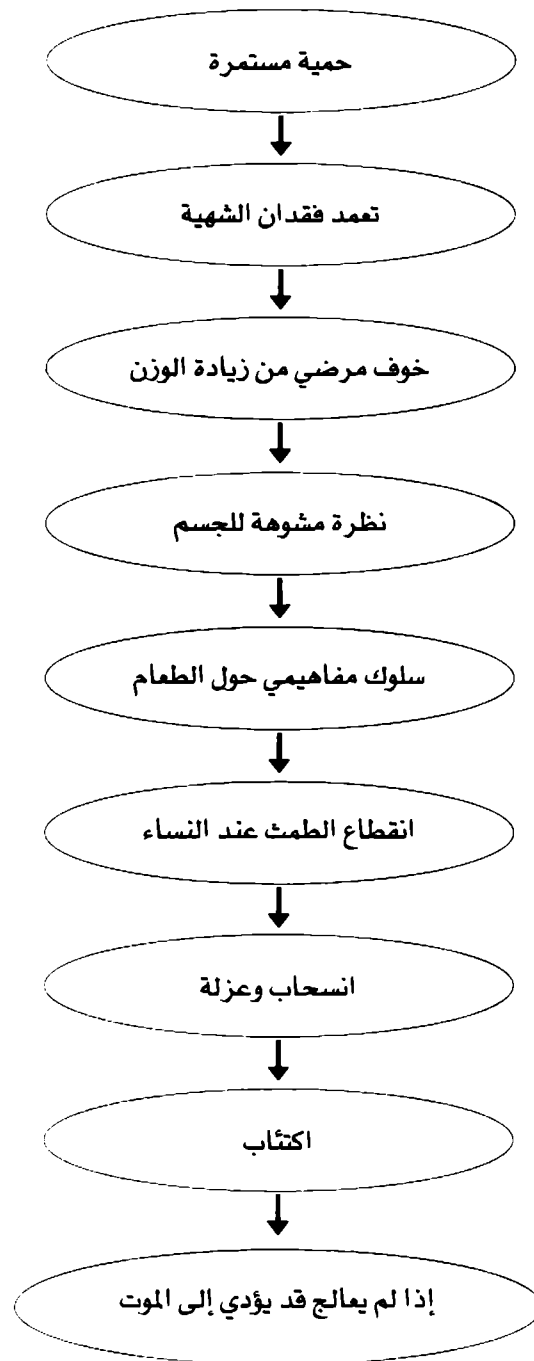 حمية مستمرة
تعمد فقدان الشهية
خوف مرضي من زيادة الوزن
نظرة مشوهة للجسم
سلوك مفاهيمي حول الطعام
انقطاع الطمث عند النساء
انسحاب وعزلة
اكتئاب
إذا لم يعالج قد يؤدي إلى الموت